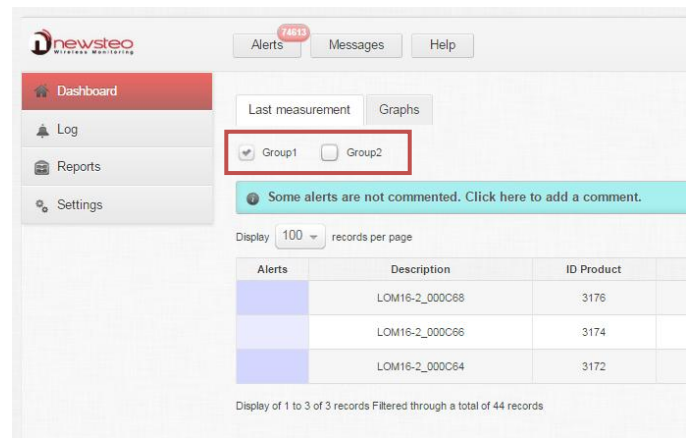 newsteo
Wireless Monitoring
Alerts 74613 Messages Help
Dashboard
Log
Reports
Settings
Last measurement Graphs
Group1 Group2
Some alerts are not commented. Click here to add a comment.
Display 100 records per page
Alerts Description ID Product
LOM16-2_000C68 3176
LOM16-2_000C66 3174
LOM16-2_000C64 3172
Display of 1 to 3 of 3 records Filtered through a total of 44 records